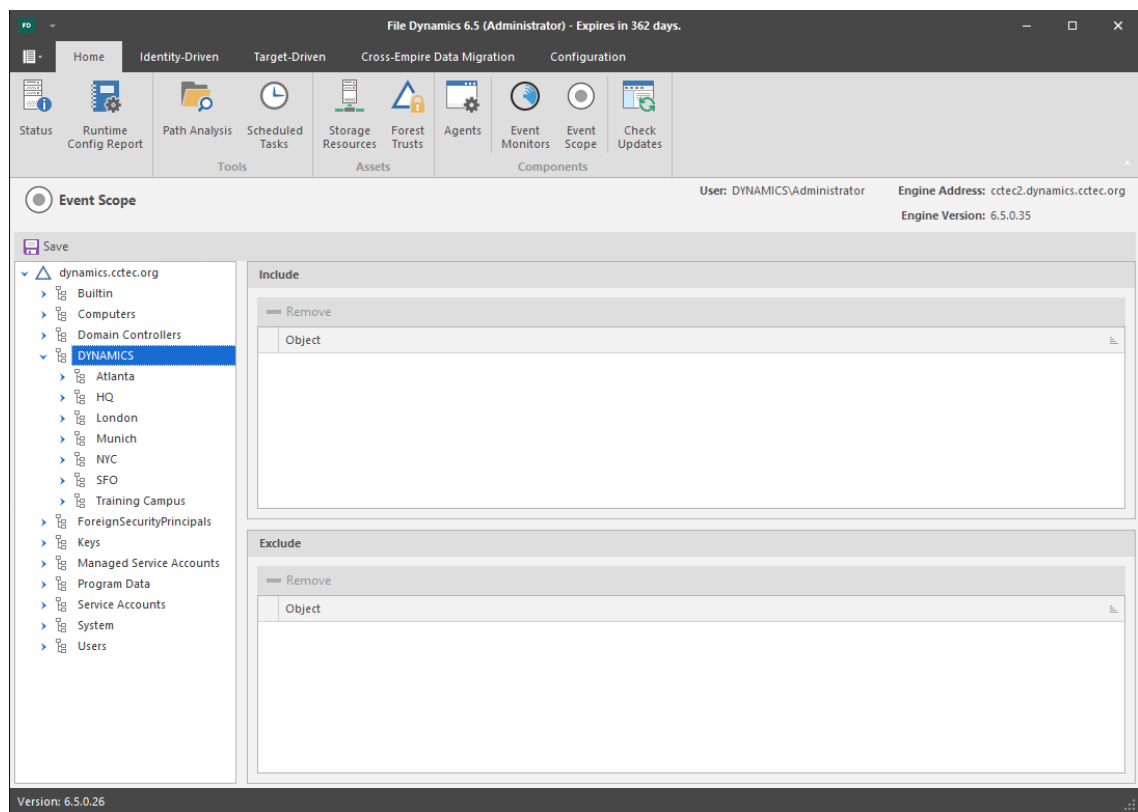 FD
File Dynamics 6.5 (Administrator) - Expires in 362 days.
Home Identity-Driven Target-Driven Cross-Empire Data Migration Configuration
Status Runtime Config Report Path Analysis Scheduled Tasks Storage Resources Forest Trusts Agents Event Monitors Event Scope Check Updates
Tools Assets Components
Event Scope
User: DYNAMICS\Administrator Engine Address: cctec2.dynamics.cctec.org
Engine Version: 6.5.0.35
Save
dynamics.cctec.org
Builtin
Computers
Domain Controllers
DYNAMICS
Atlanta
HQ
London
Munich
NYC
SFO
Training Campus
ForeignSecurityPrincipals
Keys
Managed Service Accounts
Program Data
Service Accounts
System
Users
Include
Remove
Object
Exclude
Remove
Object
Version: 6.5.0.26